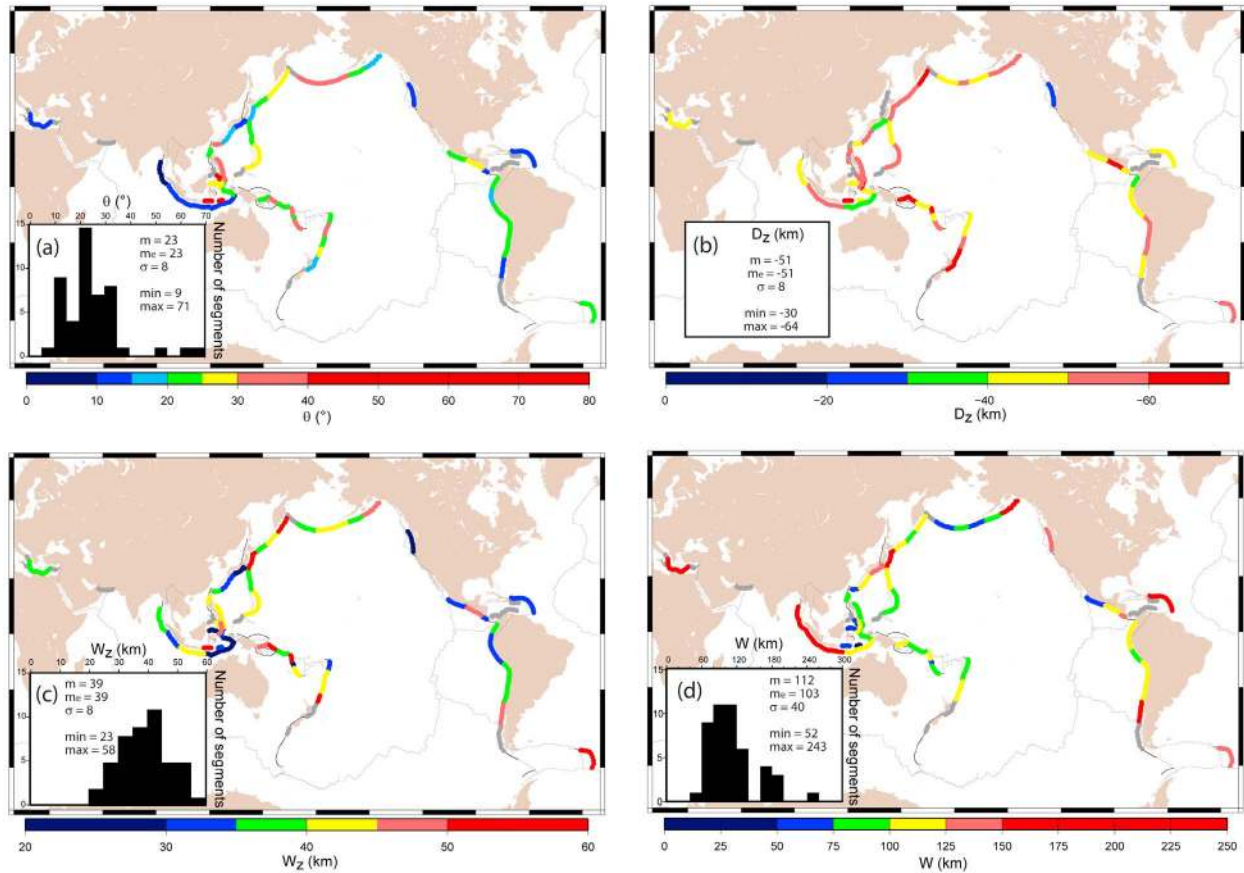 0 10 20 30 40 50 60 70
θ (°)
(a)
m = 23
mₑ = 23
σ = 8
min = 9
max = 71
15
10
5
0
Number of segments
0 10 20 30 40 50 60 70 80
θ (°)
(b)
D_Z (km)
m = -51
mₑ = -51
σ = 8
min = -30
max = -64
0 −20 −40 −60
D_Z (km)
W_Z (km)
0 10 20 30 40 50 60
(c)
m = 39
mₑ = 39
σ = 8
min = 23
max = 58
15
10
5
0
Number of segments
20 30 40 50 60
W_Z (km)
W (km)
0 60 120 180 240 300
(d)
m = 112
mₑ = 103
σ = 40
min = 52
max = 243
15
10
5
0
Number of segments
0 25 50 75 100 125 150 175 200 225 250
W (km)